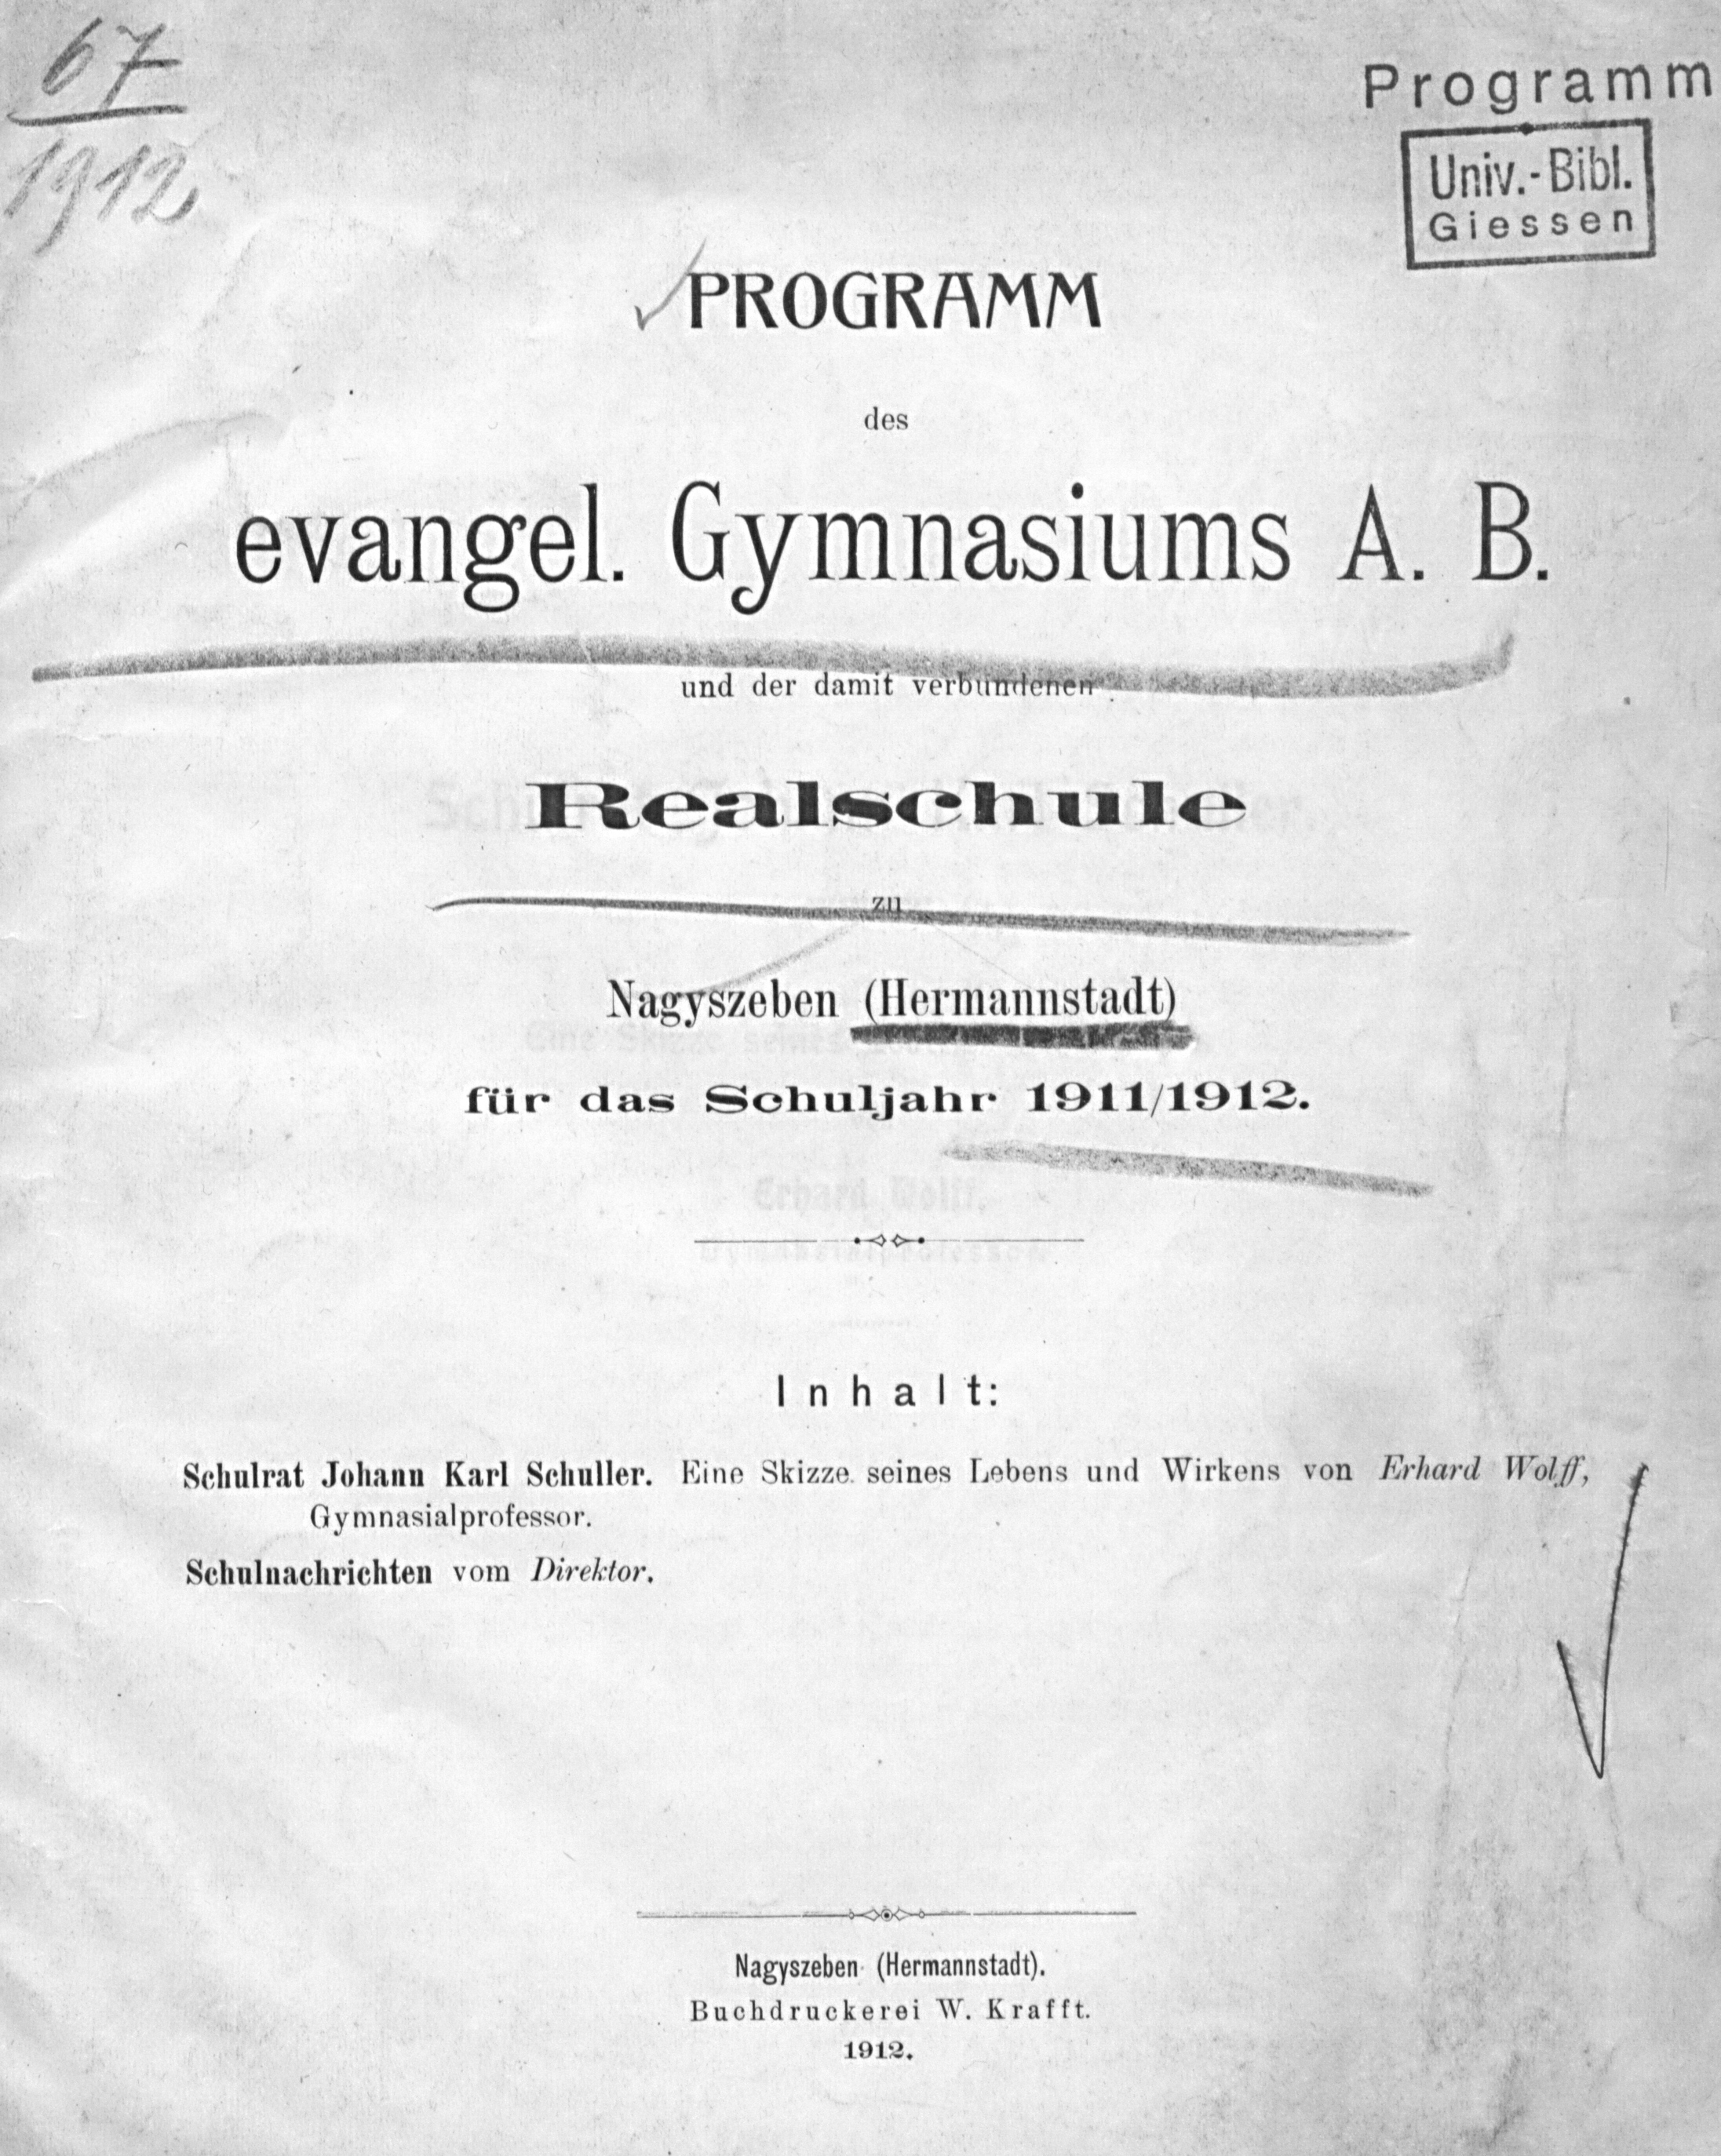 67
1912
Programm
Univ.-Bibl.
Giessen
PROGRAMM
des
evangel. Gymnasiums A. B.
und der damit verbundenen
Realschule
zu
Nagyszeben (Hermannstadt)
für das Schuljahr 1911/1912.
Erhard Wolff,
Inhalt:
Schulrat Johann Karl Schuller. Eine Skizze seines Lebens und Wirkens von Erhard Wolff,
Gymnasialprofessor.
Schulnachrichten vom Direktor.
Nagyszeben (Hermannstadt).
Buchdruckerei W. Krafft.
1912.